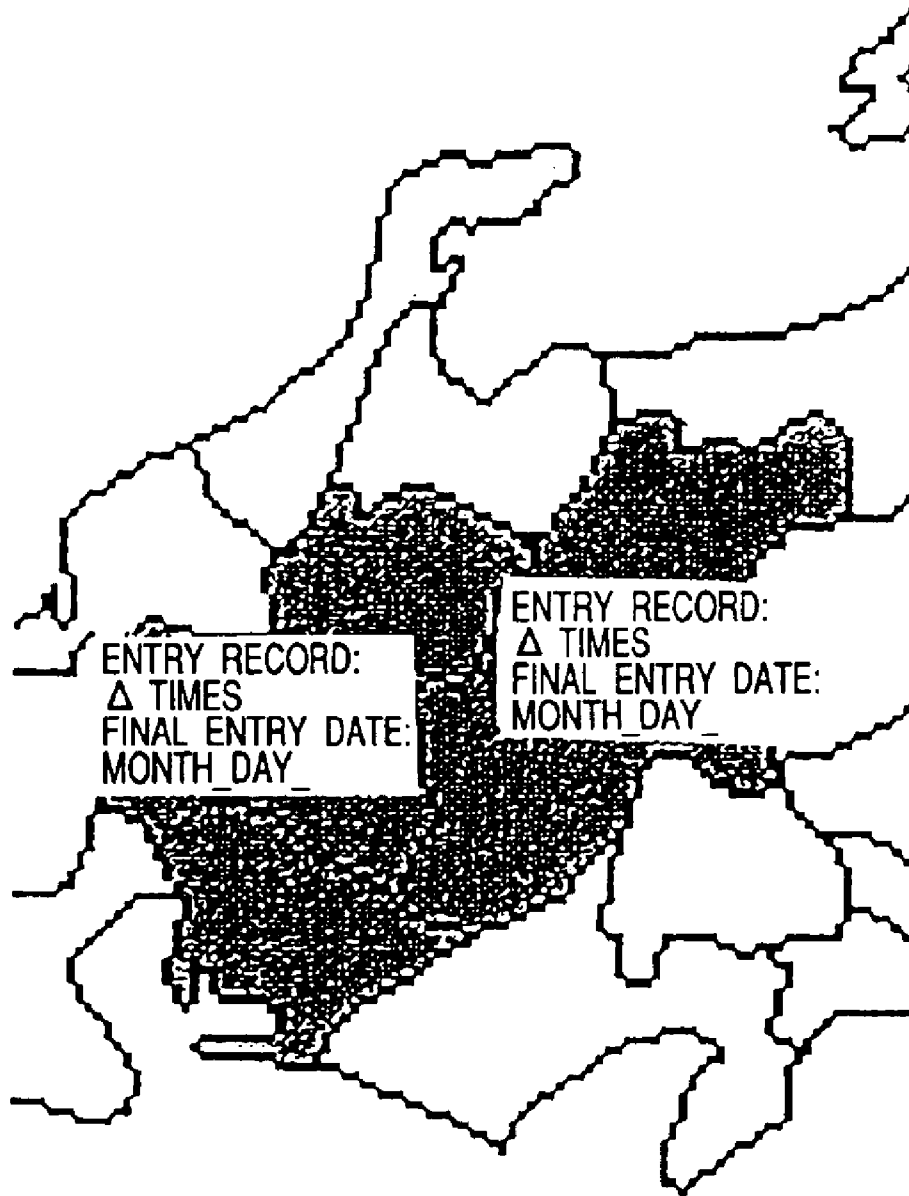 ENTRY RECORD:
Δ TIMES
FINAL ENTRY DATE:
MONTH_DAY_
ENTRY RECORD:
Δ TIMES
FINAL ENTRY DATE:
MONTH_DAY_